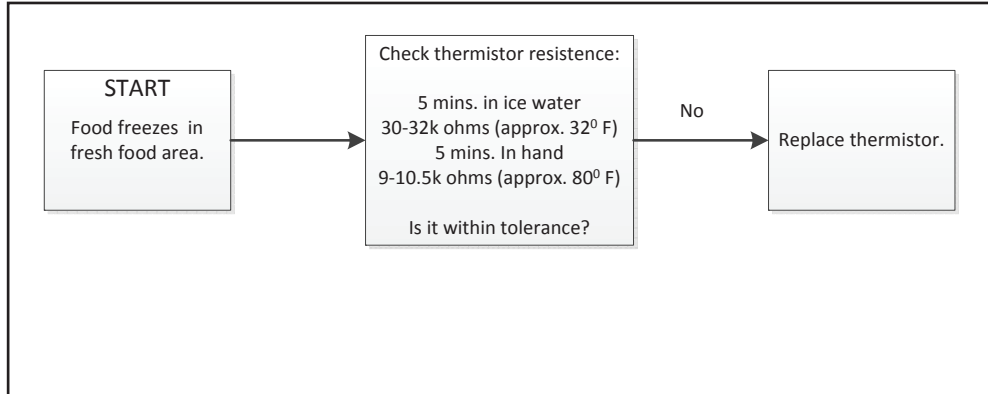 START
Food freezes in
fresh food area.
Check thermistor resistence:
5 mins. in ice water
30-32k ohms (approx. 32⁰ F)
5 mins. In hand
9-10.5k ohms (approx. 80⁰ F)
Is it within tolerance?
No
Replace thermistor.